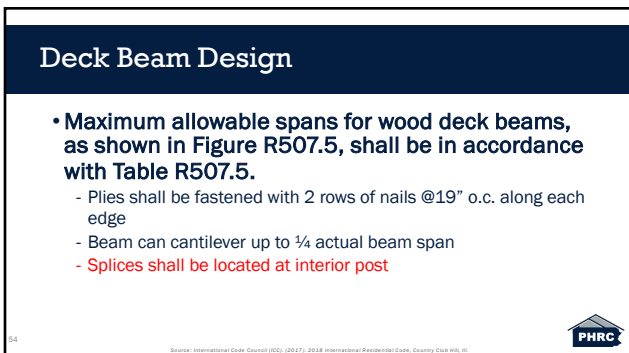 Deck Beam Design
• Maximum allowable spans for wood deck beams,
as shown in Figure R507.5, shall be in accordance
with Table R507.5.
- Plies shall be fastened with 2 rows of nails @19” o.c. along each
edge
- Beam can cantilever up to ¼ actual beam span
- Splices shall be located at interior post
54
Source: International Code Council (ICC). (2017). 2018 International Residential Code, Country Club Hill, Ill.
PHRC